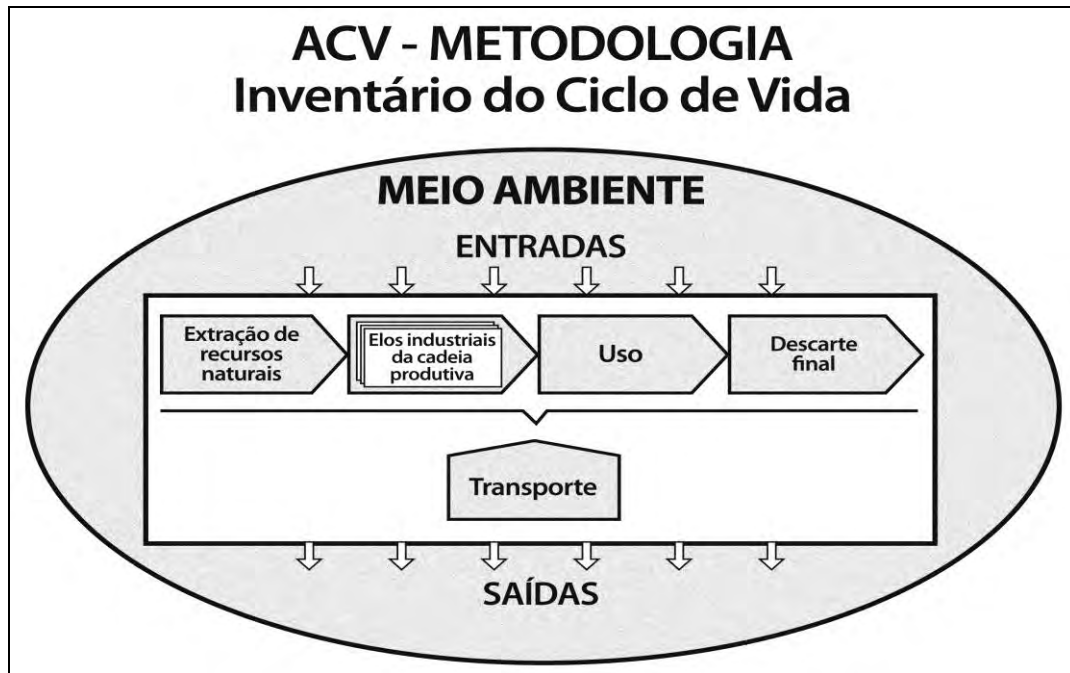 ACV - METODOLOGIA
Inventário do Ciclo de Vida
MEIO AMBIENTE
ENTRADAS
Extração de
recursos
naturais
Elos industriais
da cadeia
produtiva
Uso
Descarte
final
Transporte
SAÍDAS